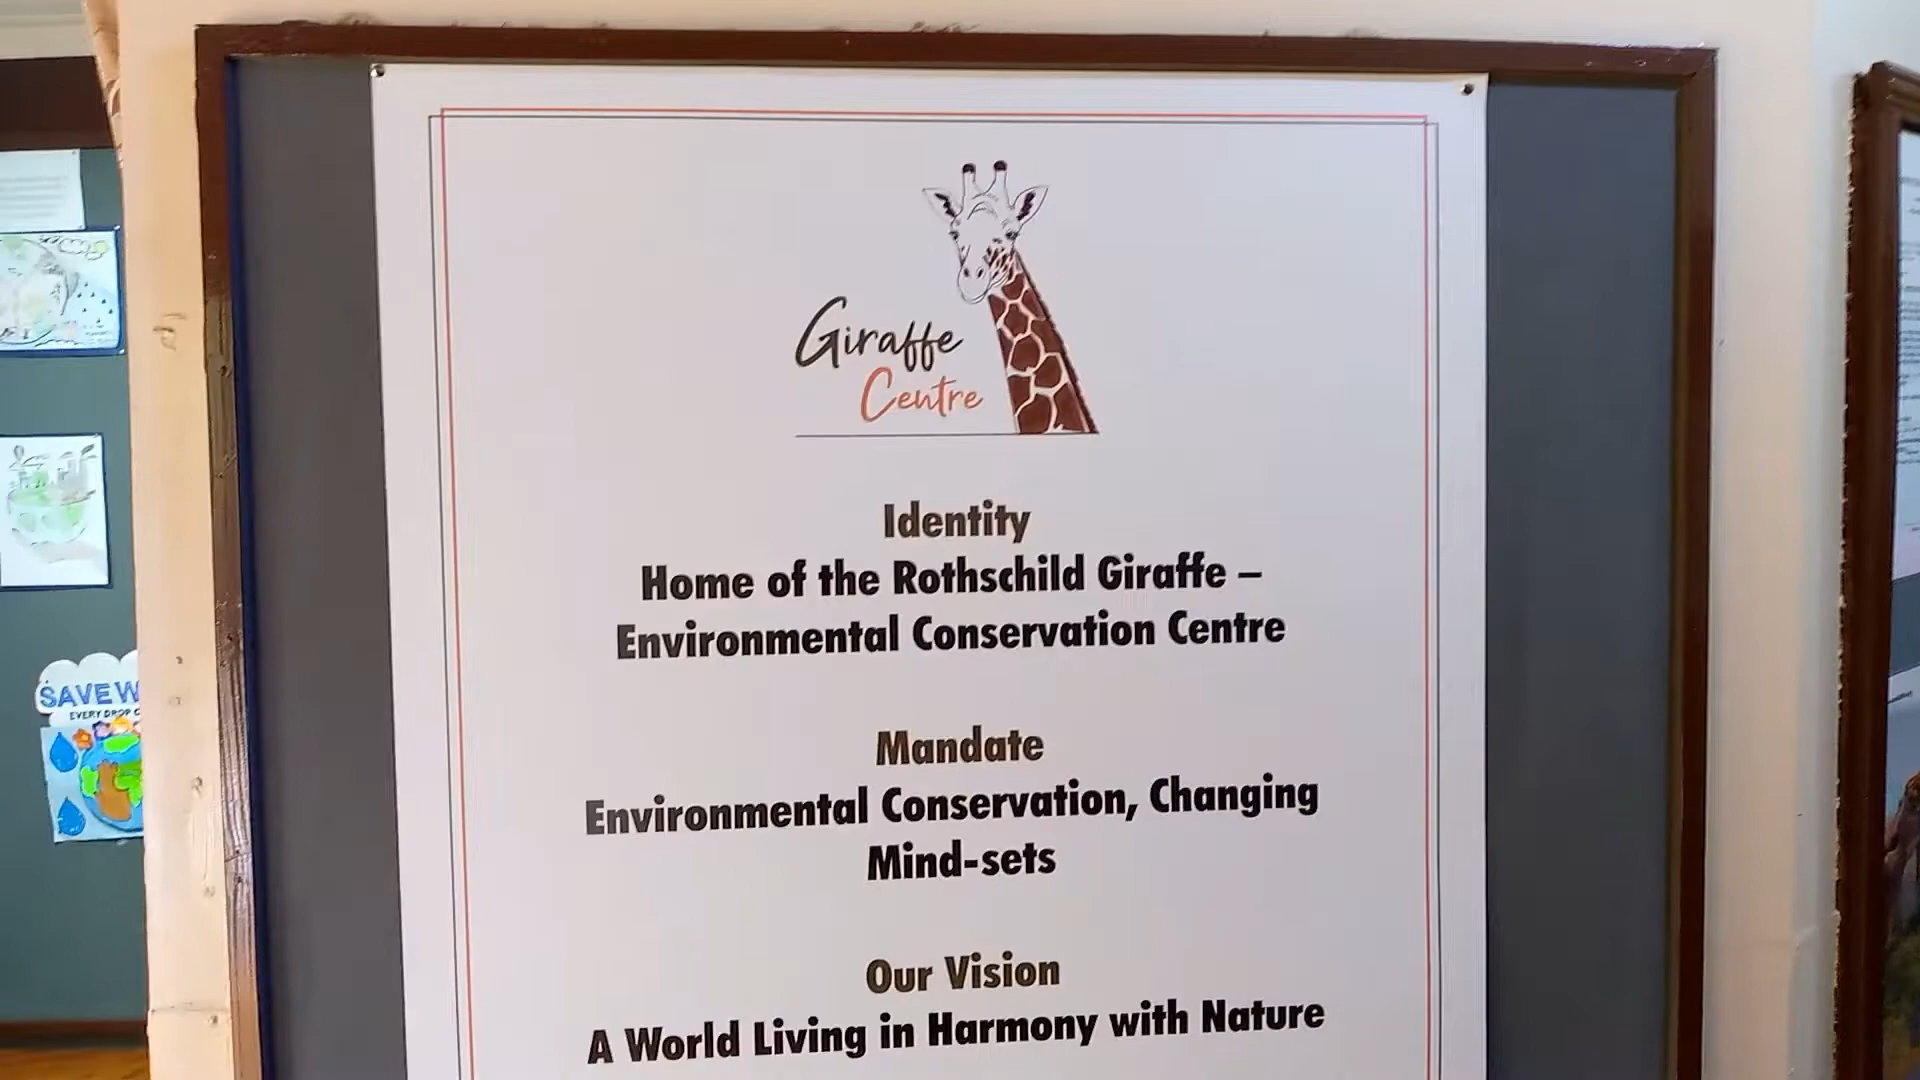 Giraffe
Centre
Identity
Home of the Rothschild Giraffe –
Environmental Conservation Centre
Mandate
Environmental Conservation, Changing
Mind-sets
Our Vision
A World Living in Harmony with Nature
SAVE W
EVERY DROP C